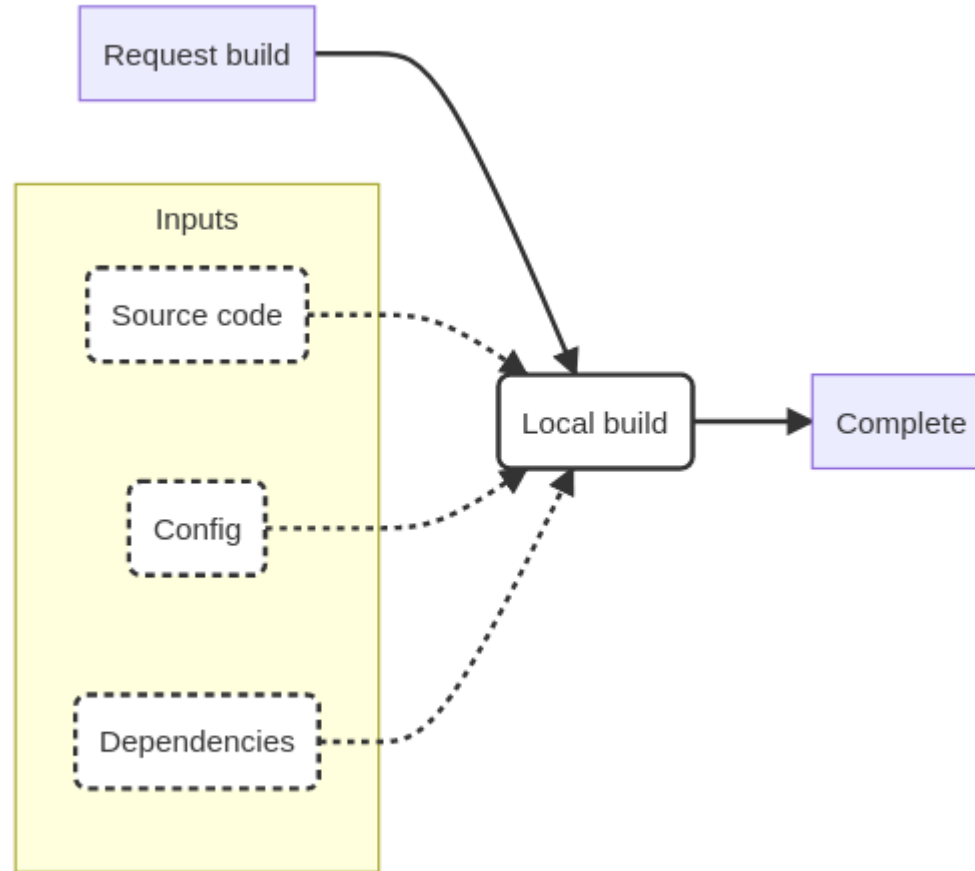 Request build
Inputs
Source code
Local build
Complete
Config
Dependencies